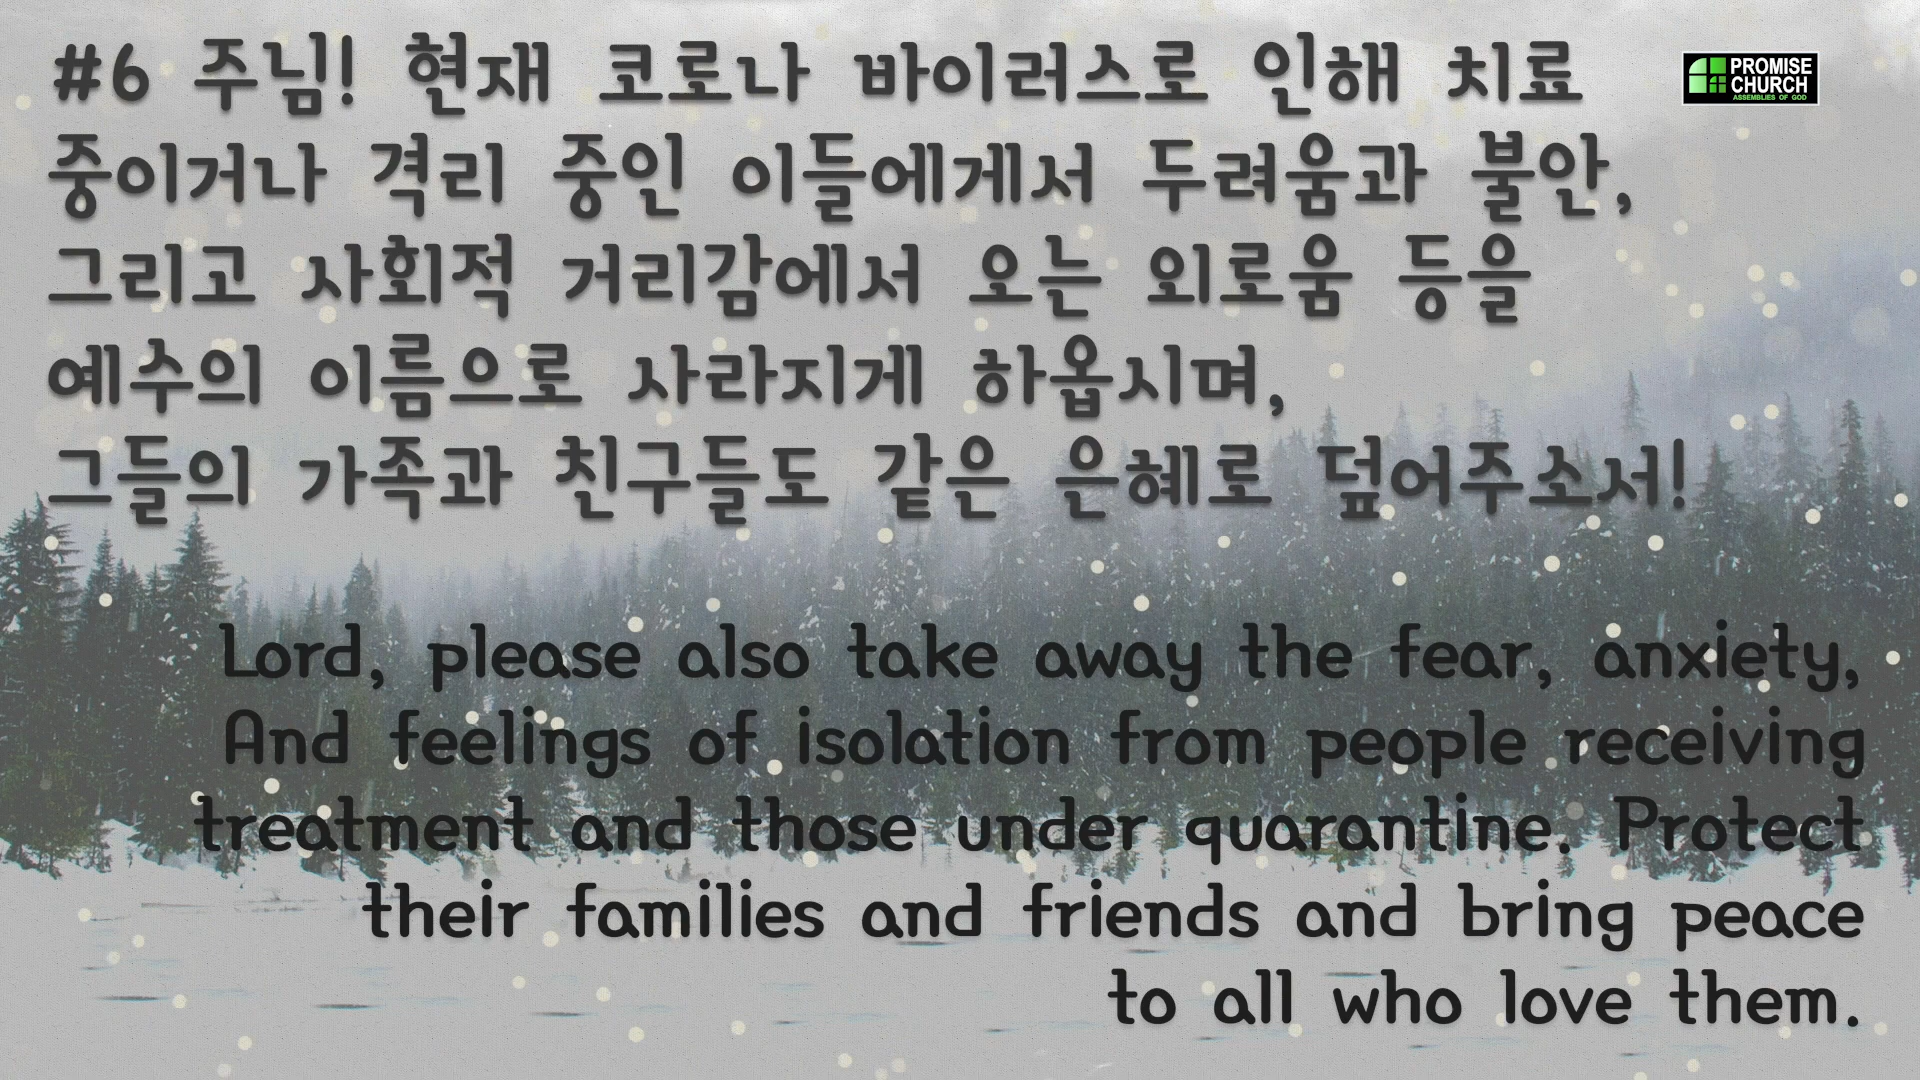 #6 주님! 현재 코로나 바이러스로 인해 치료
중이거나 격리 중인 이들에게서 두려움과 불안,
그리고 사회적 거리감에서 오는 외로움 등을
예수의 이름으로 사라지게 하옵시며,
그들의 가족과 친구들도 같은 은혜로 덮어주소서!
PROMISE
CHURCH
ASSEMBLIES OF GOD
Lord, please also take away the fear, anxiety,
And feelings of isolation from people receiving
treatment and those under quarantine. Protect
their families and friends and bring peace
to all who love them.